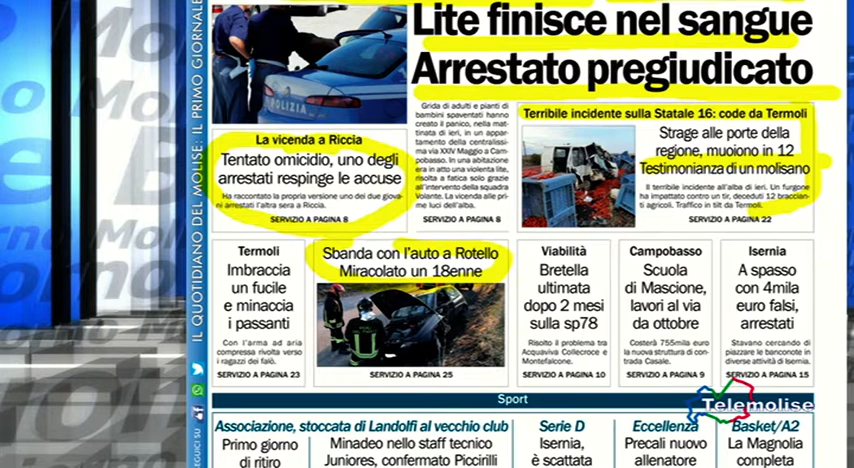 Lite finisce nel sangue
Arrestato pregiudicato
POLIZIA
La vicenda a Riccia
Tentato omicidio, uno degli
arrestati respinge le accuse
Ha raccontato la propria versione uno dei due giova-
ni arrestati l'altra sera a Riccia.
SERVIZIO A PAGINA 8
Grida di adulti e pianti di
bambini spaventati hanno
creato il panico, nella mat-
tinata di ieri, in un appar-
tamento della centralissi-
ma via XXIV Maggio a Cam-
pobasso. In una abitazione
era in atto una violenta lite,
risolta a fatica solo grazie
all'intervento della squadra
Volante. La vicenda alle pri-
me luci dell'alba.
SERVIZIO A PAGINA 6
Terribile incidente sulla Statale 16: code da Termoli
Strage alle porte della
regione, muoiono in 12
Testimonianza di un molisano
Il terribile incidente all'alba di ieri. Un furgone
ha impattato contro un tir, deceduti 12 braccian-
ti agricoli. Traffico in tilt da Termoli.
SERVIZIO A PAGINA 22
Termoli
Imbraccia
un fucile
e minaccia
i passanti
Con l'arma ad aria
compressa rivolta verso
i ragazzi dei falò.
SERVIZIO A PAGINA 23
Sbanda con l'auto a Rotello
Miracolato un 18enne
SERVIZIO A PAGINA 25
Viabilità
Bretella
ultimata
dopo 2 mesi
sulla sp78
Risolto il problema tra
Acquaviva Collecroce e
Montefalcone.
SERVIZIO A PAGINA 10
Campobasso
Scuola
di Mascione,
lavori al via
da ottobre
Costerà 755mila euro
la nuova struttura di con-
trada Casale.
SERVIZIO A PAGINA 9
Isernia
A spasso
con 4mila
euro falsi,
arrestati
Stavano cercando di
piazzare le banconote in
diverse attività di Isernia.
SERVIZIO A PAGINA 15
Sport
Telemolise
Associazione, stoccata di Landolfi al vecchio club
Primo giorno
di ritiro
Minadeo nello staff tecnico
Juniores, confermato Piccirilli
Serie D
Isernia,
è scattata
Eccellenza
Precali nuovo
allenatore
Basket/A2
La Magnolia
completa
IL QUOTIDIANO DEL MOLISE: IL PRIMO GIORNALE
SEGUICI SU